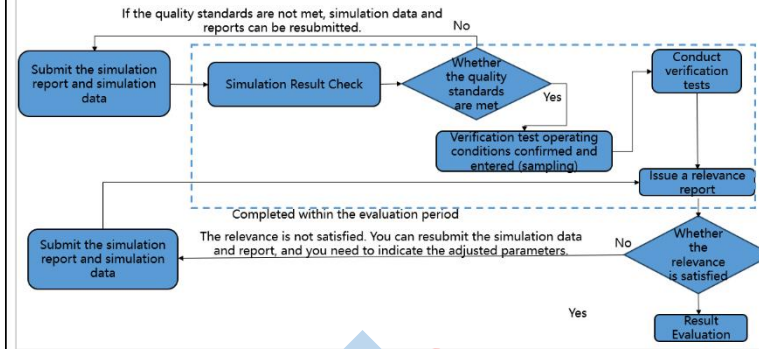 If the quality standards are not met, simulation data and
reports can be resubmitted.
No
Submit the simulation
report and simulation
data
Simulation Result Check
Whether
the quality
standards
are met
Yes
Conduct
verification
tests
Verification test operating
conditions confirmed and
entered (sampling)
Issue a relevance
report
Completed within the evaluation period
Submit the simulation
report and simulation
data
The relevance is not satisfied. You can resubmit the simulation data
and report, and you need to indicate the adjusted parameters.
No
Whether
the
relevance
is satisfied
Yes
Result
Evaluation